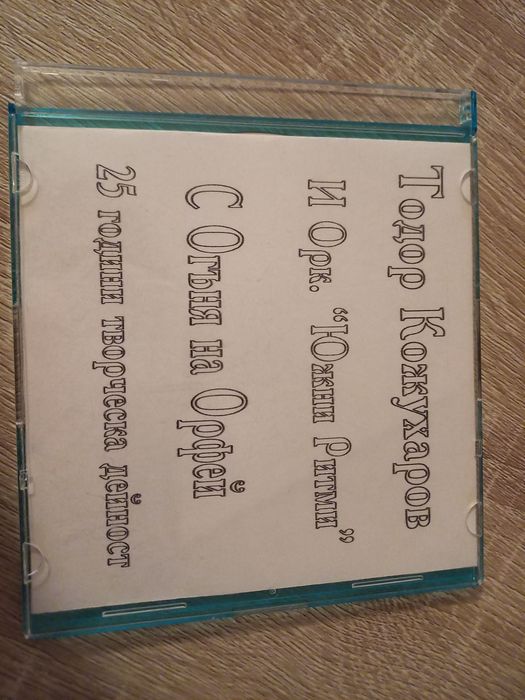 Тодор Кожухаров
И Орк. “Южни Ритми”
С Огъня на Орфей
25 години творческа дейност